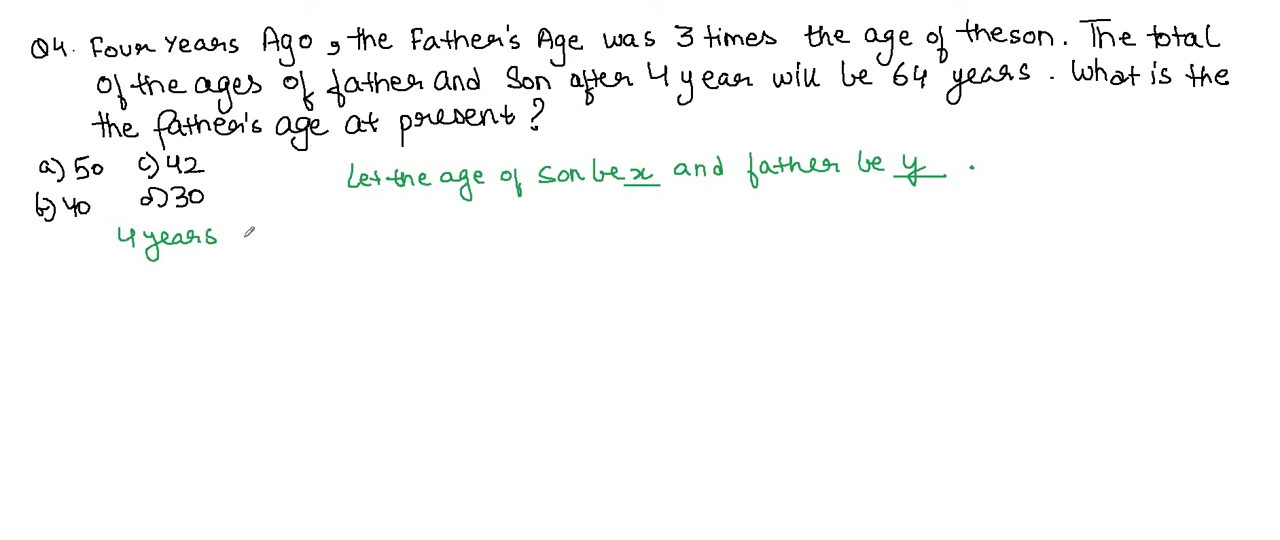 Q4. Four Years Ago, the Father's Age was 3 times the age of the son. The total
of the ages of father and Son after 4 year will be 64 years. What is the
the father's age at present?
a) 50 c) 42
b) 40 d) 30
Let the age of son be x and father be y.
4 years